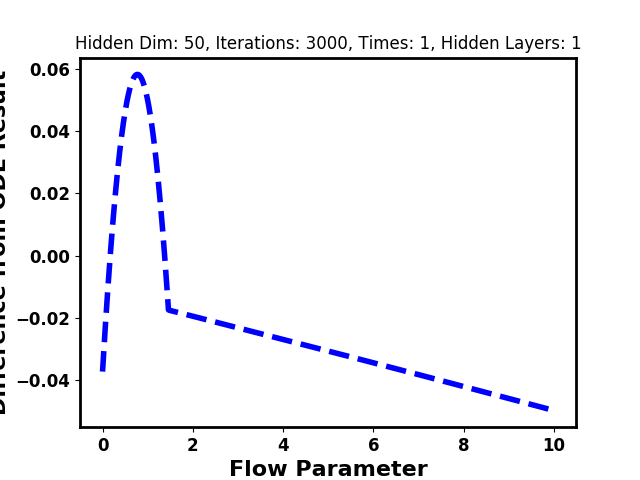 Hidden Dim: 50, Iterations: 3000, Times: 1, Hidden Layers: 1
Difference from ODE Result
0.06
0.04
0.02
0.00
−0.02
−0.04
0 2 4 6 8 10
Flow Parameter